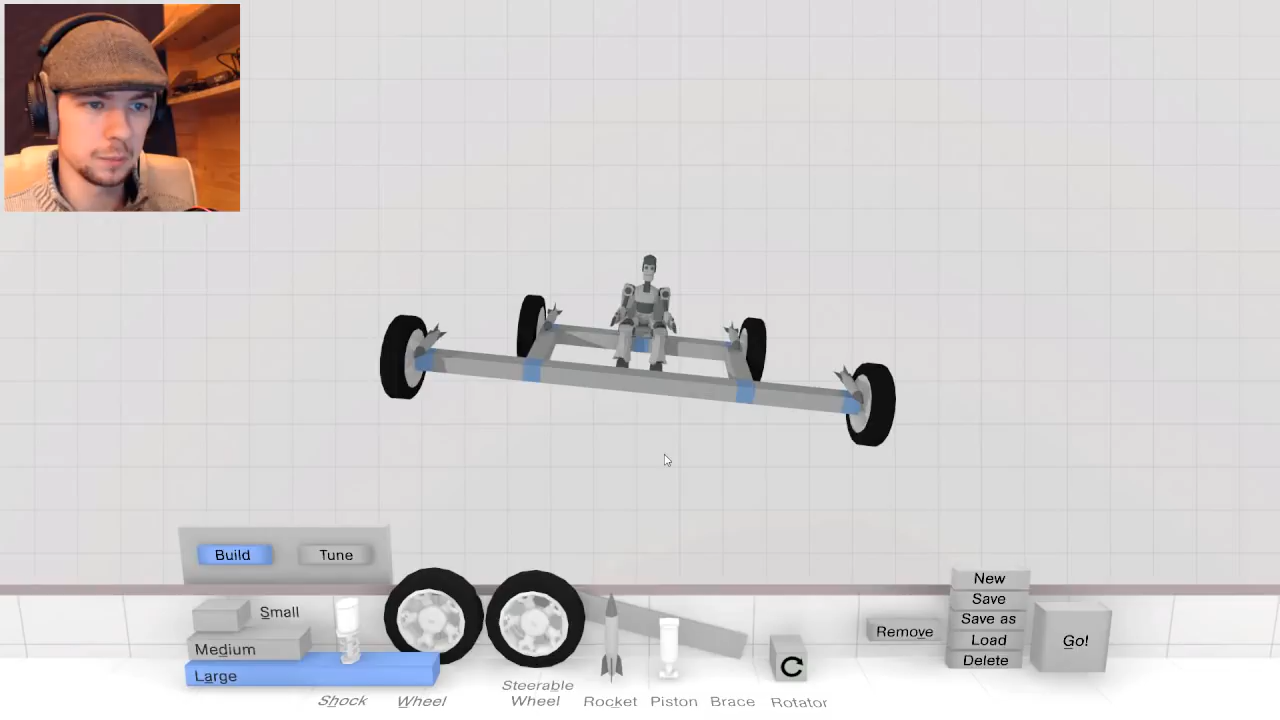 Build
Tune
Small
Medium
Large
Shock
Wheel
Steerable
Wheel
Rocket
Piston
Brace
Rotator
Remove
New
Save
Save as
Load
Delete
Go!